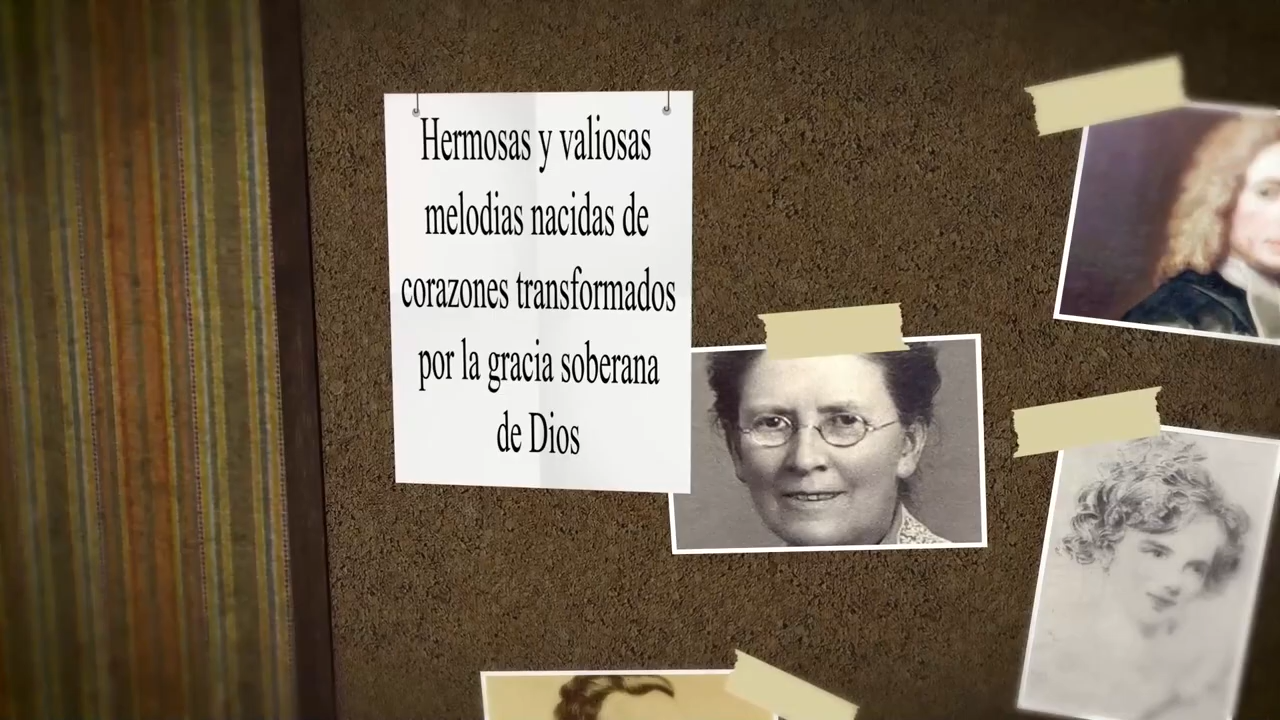 Hermosas y valiosas
melodias nacidas de
corazones transformados
por la gracia soberana
de Dios